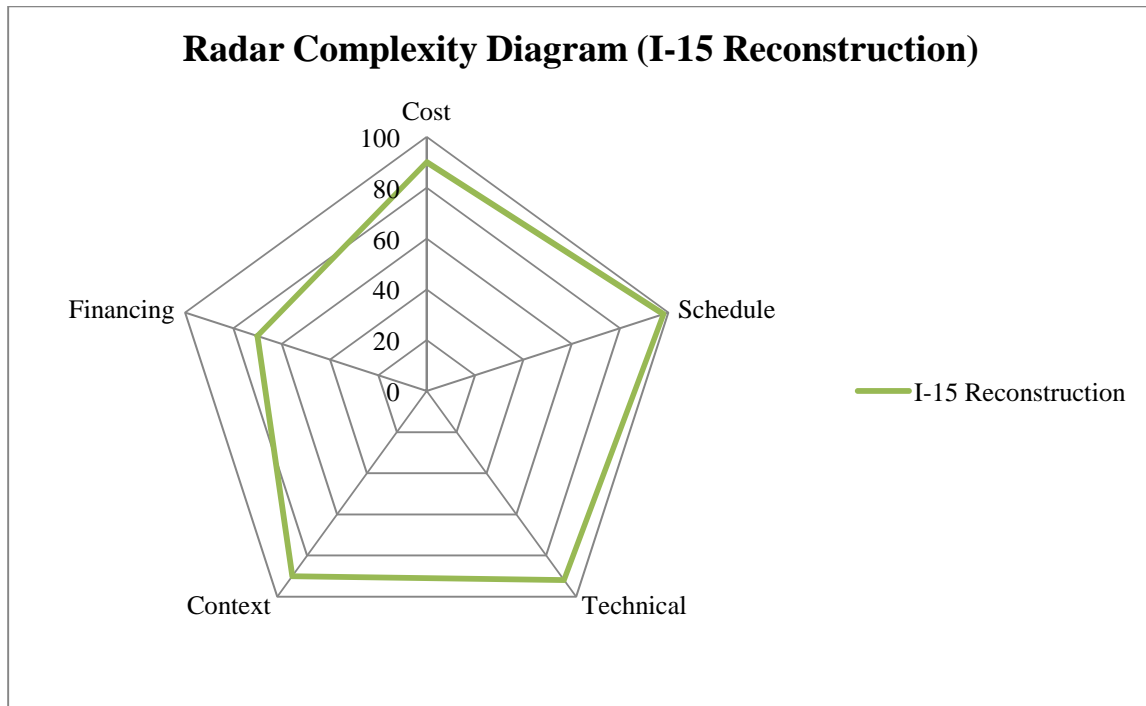 Radar Complexity Diagram (I-15 Reconstruction)
Cost
100
80
60
40
20
0
Schedule
Technical
Context
Financing
I-15 Reconstruction